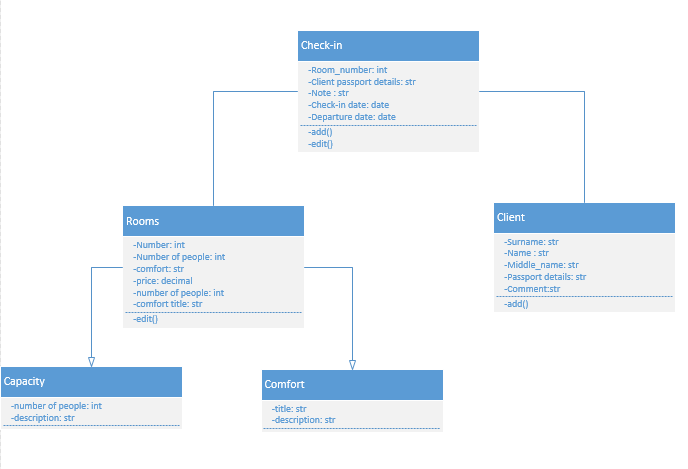 Check-in
-Room_number: int
-Client passport details: str
-Note : str
-Check-in date: date
-Departure date: date
-add()
-edit()
Rooms
-Number: int
-Number of people: int
-comfort: str
-price: decimal
-number of people: int
-comfort title: str
-edit()
Client
-Surname: str
-Name : str
-Middle_name: str
-Passport details: str
-Comment:str
-add()
Capacity
-number of people: int
-description: str
Comfort
-title: str
-description: str